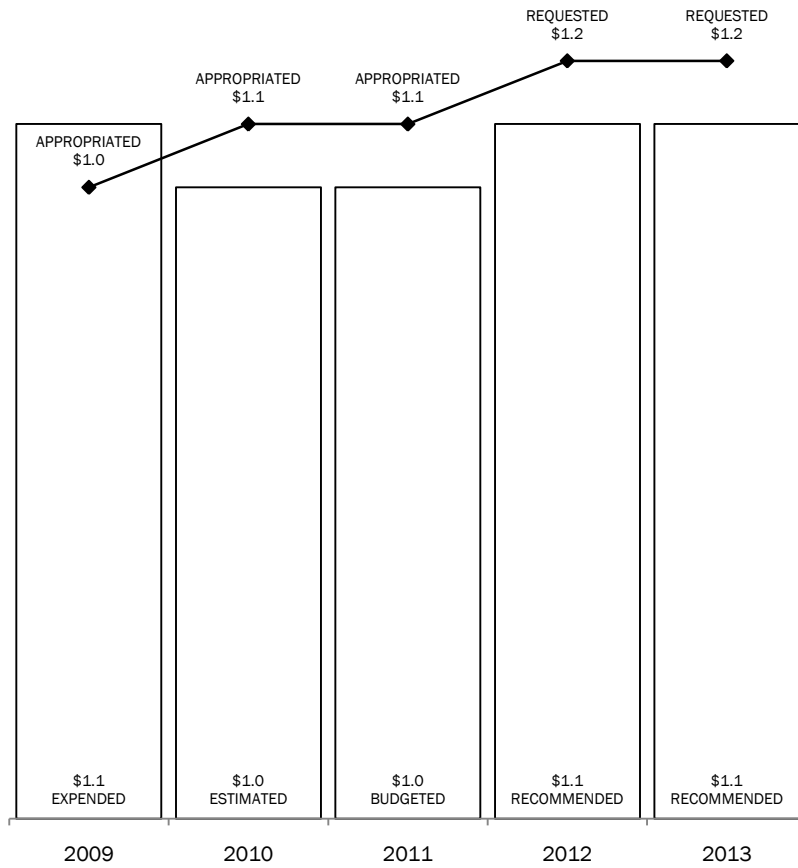 REQUESTED
$1.2
REQUESTED
$1.2
APPROPRIATED
$1.1
APPROPRIATED
$1.1
APPROPRIATED
$1.0
$1.1
EXPENDED
$1.0
ESTIMATED
$1.0
BUDGETED
$1.1
RECOMMENDED
$1.1
RECOMMENDED
2009
2010
2011
2012
2013